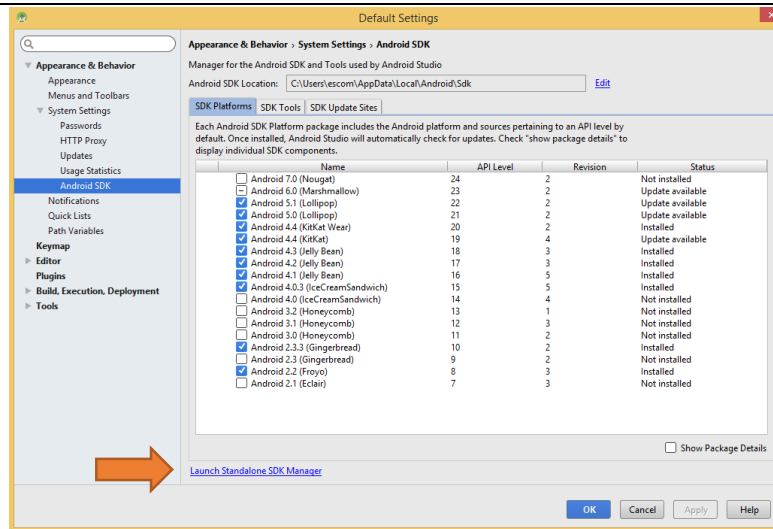 Default Settings
Appearance & Behavior › System Settings › Android SDK
Manager for the Android SDK and Tools used by Android Studio
Android SDK Location: C:\Users\escom\AppData\Local\Android\Sdk Edit
Appearance & Behavior
Appearance
Menus and Toolbars
System Settings
Passwords
HTTP Proxy
Updates
Usage Statistics
Android SDK
Notifications
Quick Lists
Path Variables
Keymap
Editor
Plugins
Build, Execution, Deployment
Tools
SDK Platforms SDK Tools SDK Update Sites
Each Android SDK Platform package includes the Android platform and sources pertaining to an API level by
default. Once installed, Android Studio will automatically check for updates. Check "show package details" to
display individual SDK components.
Name API Level Revision Status
Android 7.0 (Nougat) 24 2 Not installed
Android 6.0 (Marshmallow) 23 2 Update available
Android 5.1 (Lollipop) 22 2 Update available
Android 5.0 (Lollipop) 21 2 Update available
Android 4.4 (KitKat Wear) 20 2 Installed
Android 4.4 (KitKat) 19 4 Update available
Android 4.3 (Jelly Bean) 18 3 Installed
Android 4.2 (Jelly Bean) 17 3 Installed
Android 4.1 (Jelly Bean) 16 5 Installed
Android 4.0.3 (IceCreamSandwich) 15 5 Installed
Android 4.0 (IceCreamSandwich) 14 4 Not installed
Android 3.2 (Honeycomb) 13 1 Not installed
Android 3.1 (Honeycomb) 12 3 Not installed
Android 3.0 (Honeycomb) 11 2 Not installed
Android 2.3.3 (Gingerbread) 10 2 Installed
Android 2.3 (Gingerbread) 9 2 Not installed
Android 2.2 (Froyo) 8 3 Installed
Android 2.1 (Eclair) 7 3 Not installed
Show Package Details
Launch Standalone SDK Manager
OK Cancel Apply Help